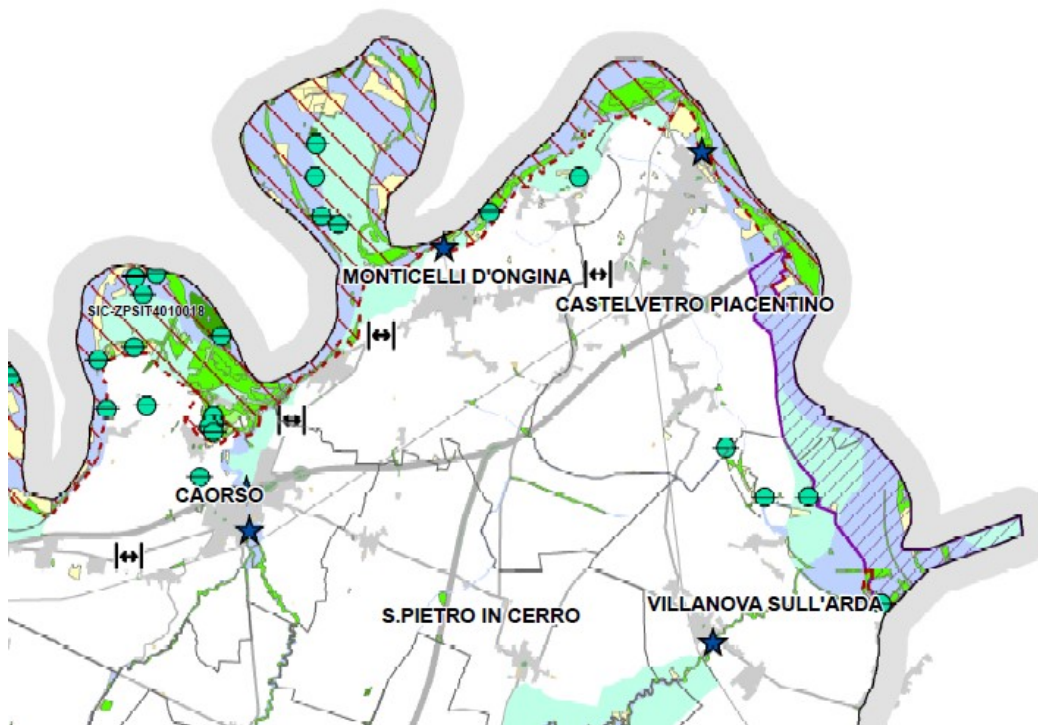 MONTICELLI D'ONGINA
CASTELVETRO PIACENTINO
SIC-ZPSIT4010018
CAORSO
S.PIETRO IN CERRO
VILLANOVA SULL'ARDA